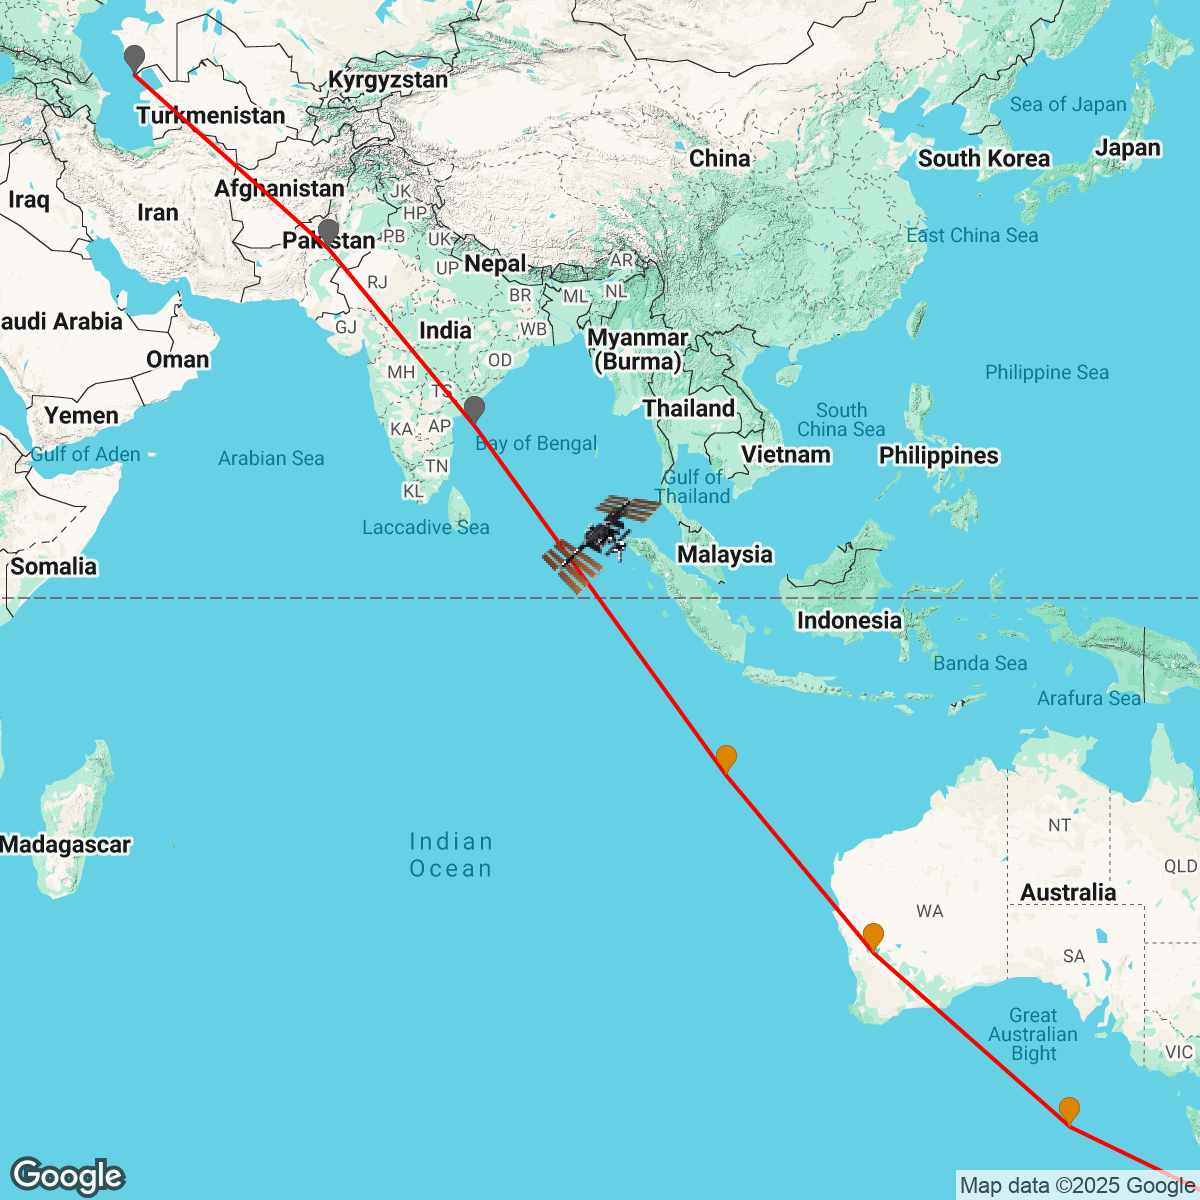 Kyrgyzstan
Sea of Japan
Turkmenistan
Japan
China
South Korea
Afghanistan
JK
Iraq
Iran
HP
Pakistan
PB
UK
East China Sea
Nepal
AR
UP
RJ
NL
BR
ML
audi Arabia
GJ
India
WB
Myanmar
(Burma)
Oman
OD
MH
Philippine Sea
TS
Yemen
Thailand
South
China Sea
KA
AP
Bay of Bengal
Gulf of Aden
Arabian Sea
Vietnam
Philippines
TN
Gulf of
Thailand
KL
Laccadive Sea
Malaysia
Somalia
Indonesia
Banda Sea
Arafura Sea
NT
Madagascar
Indian
Ocean
QLD
Australia
WA
SA
Great
Australian
Bight
VIC
Google
Map data ©2025 Google